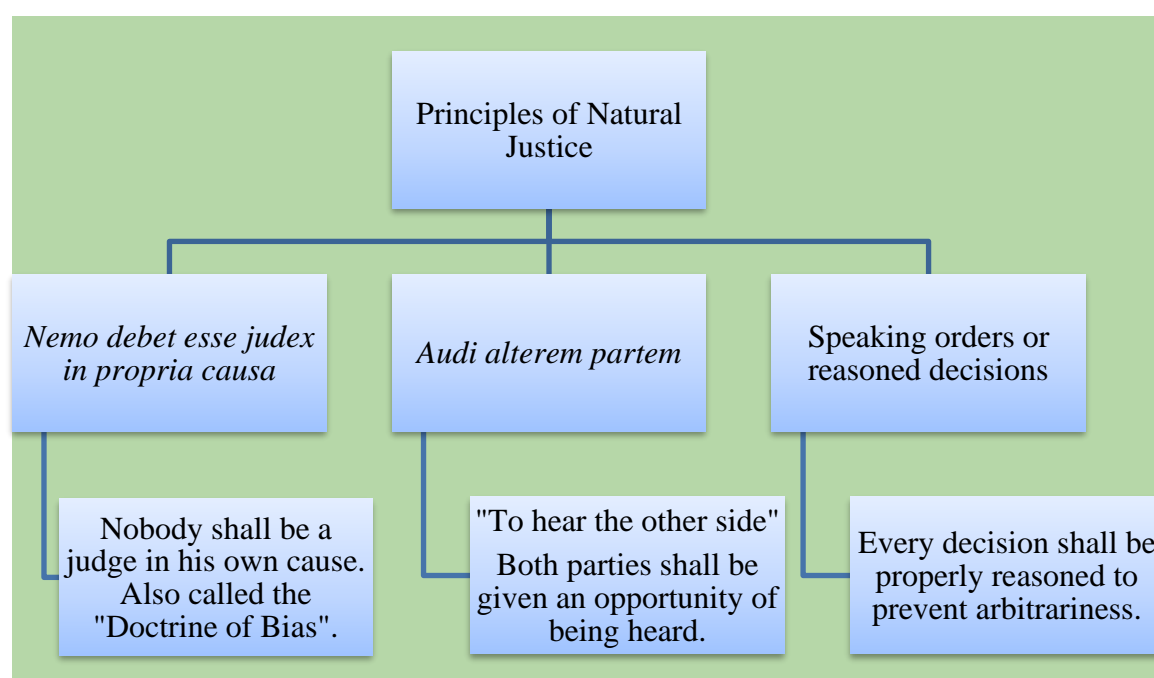 Principles of Natural
Justice
Nemo debet esse judex
in propria causa
Audi alterem partem
Speaking orders or
reasoned decisions
Nobody shall be a
judge in his own cause.
Also called the
"Doctrine of Bias".
"To hear the other side"
Both parties shall be
given an opportunity of
being heard.
Every decision shall be
properly reasoned to
prevent arbitrariness.